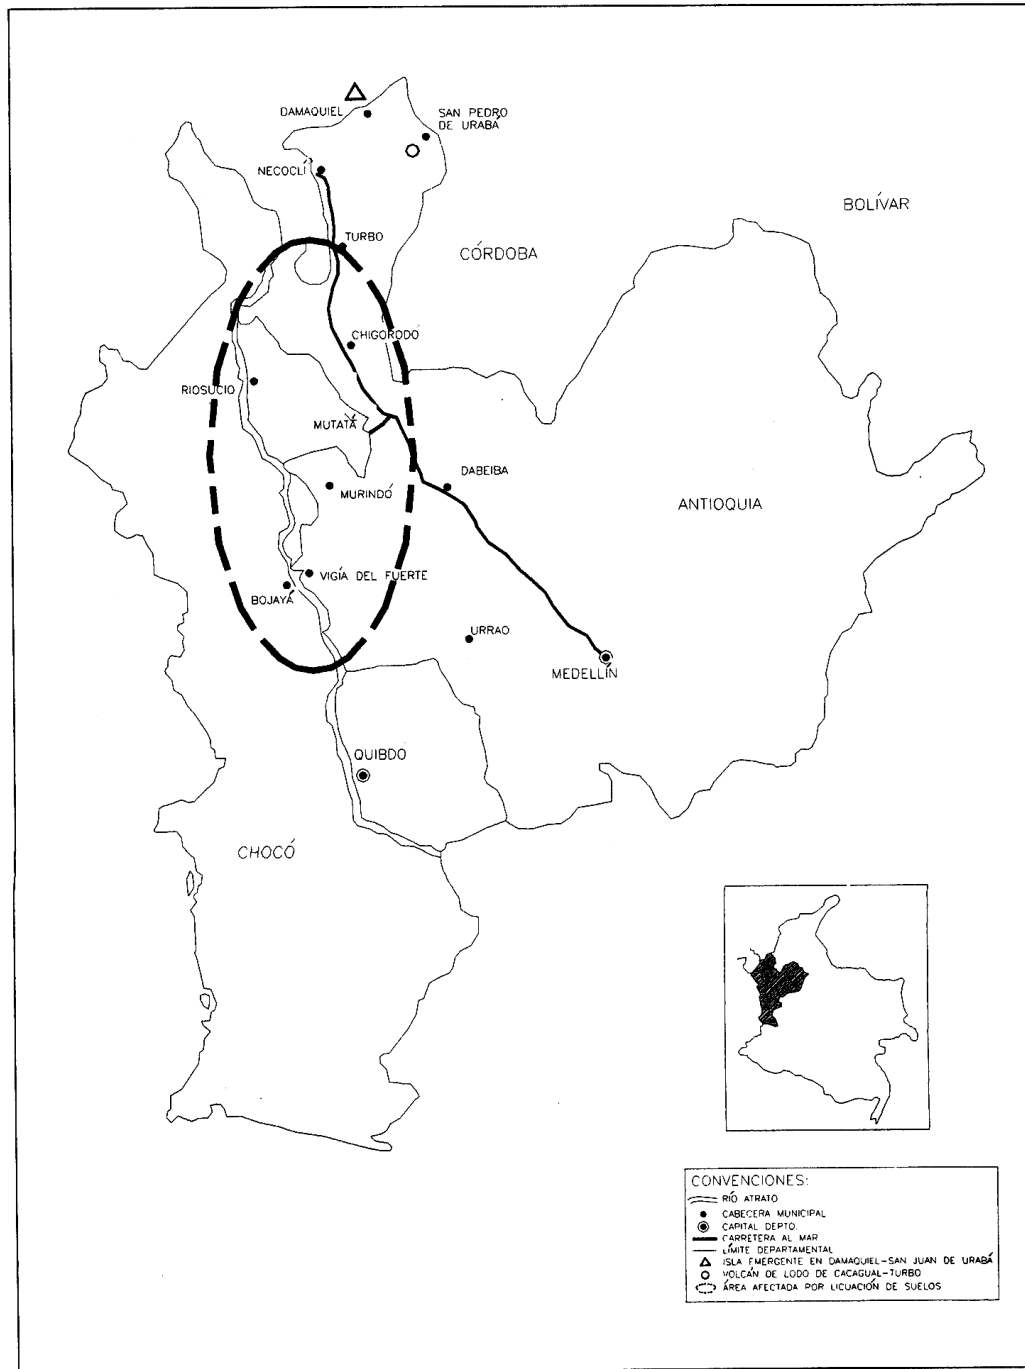 DAMAQUIEL
SAN PEDRO
DE URABÁ
NECOCLÍ
BOLÍVAR
TURBO
CÓRDOBA
CHIGORODÓ
RIOSUCIO
MUTATÁ
DABEIBA
MURINDÓ
ANTIOQUIA
VIGÍA DEL FUERTE
BOJAYÁ
URRAO
MEDELLÍN
QUIBDO
CHOCÓ
CONVENCIONES:
RÍO ATRATO
CABECERA MUNICIPAL
CAPITAL DEPTO.
CARRETERA AL MAR
LÍMITE DEPARTAMENTAL
ISLA EMERGENTE EN DAMAQUIEL-SAN JUAN DE URABÁ
VOLCÁN DE LODO DE CACAGUAL-TURBO
ÁREA AFECTADA POR LICUACIÓN DE SUELOS